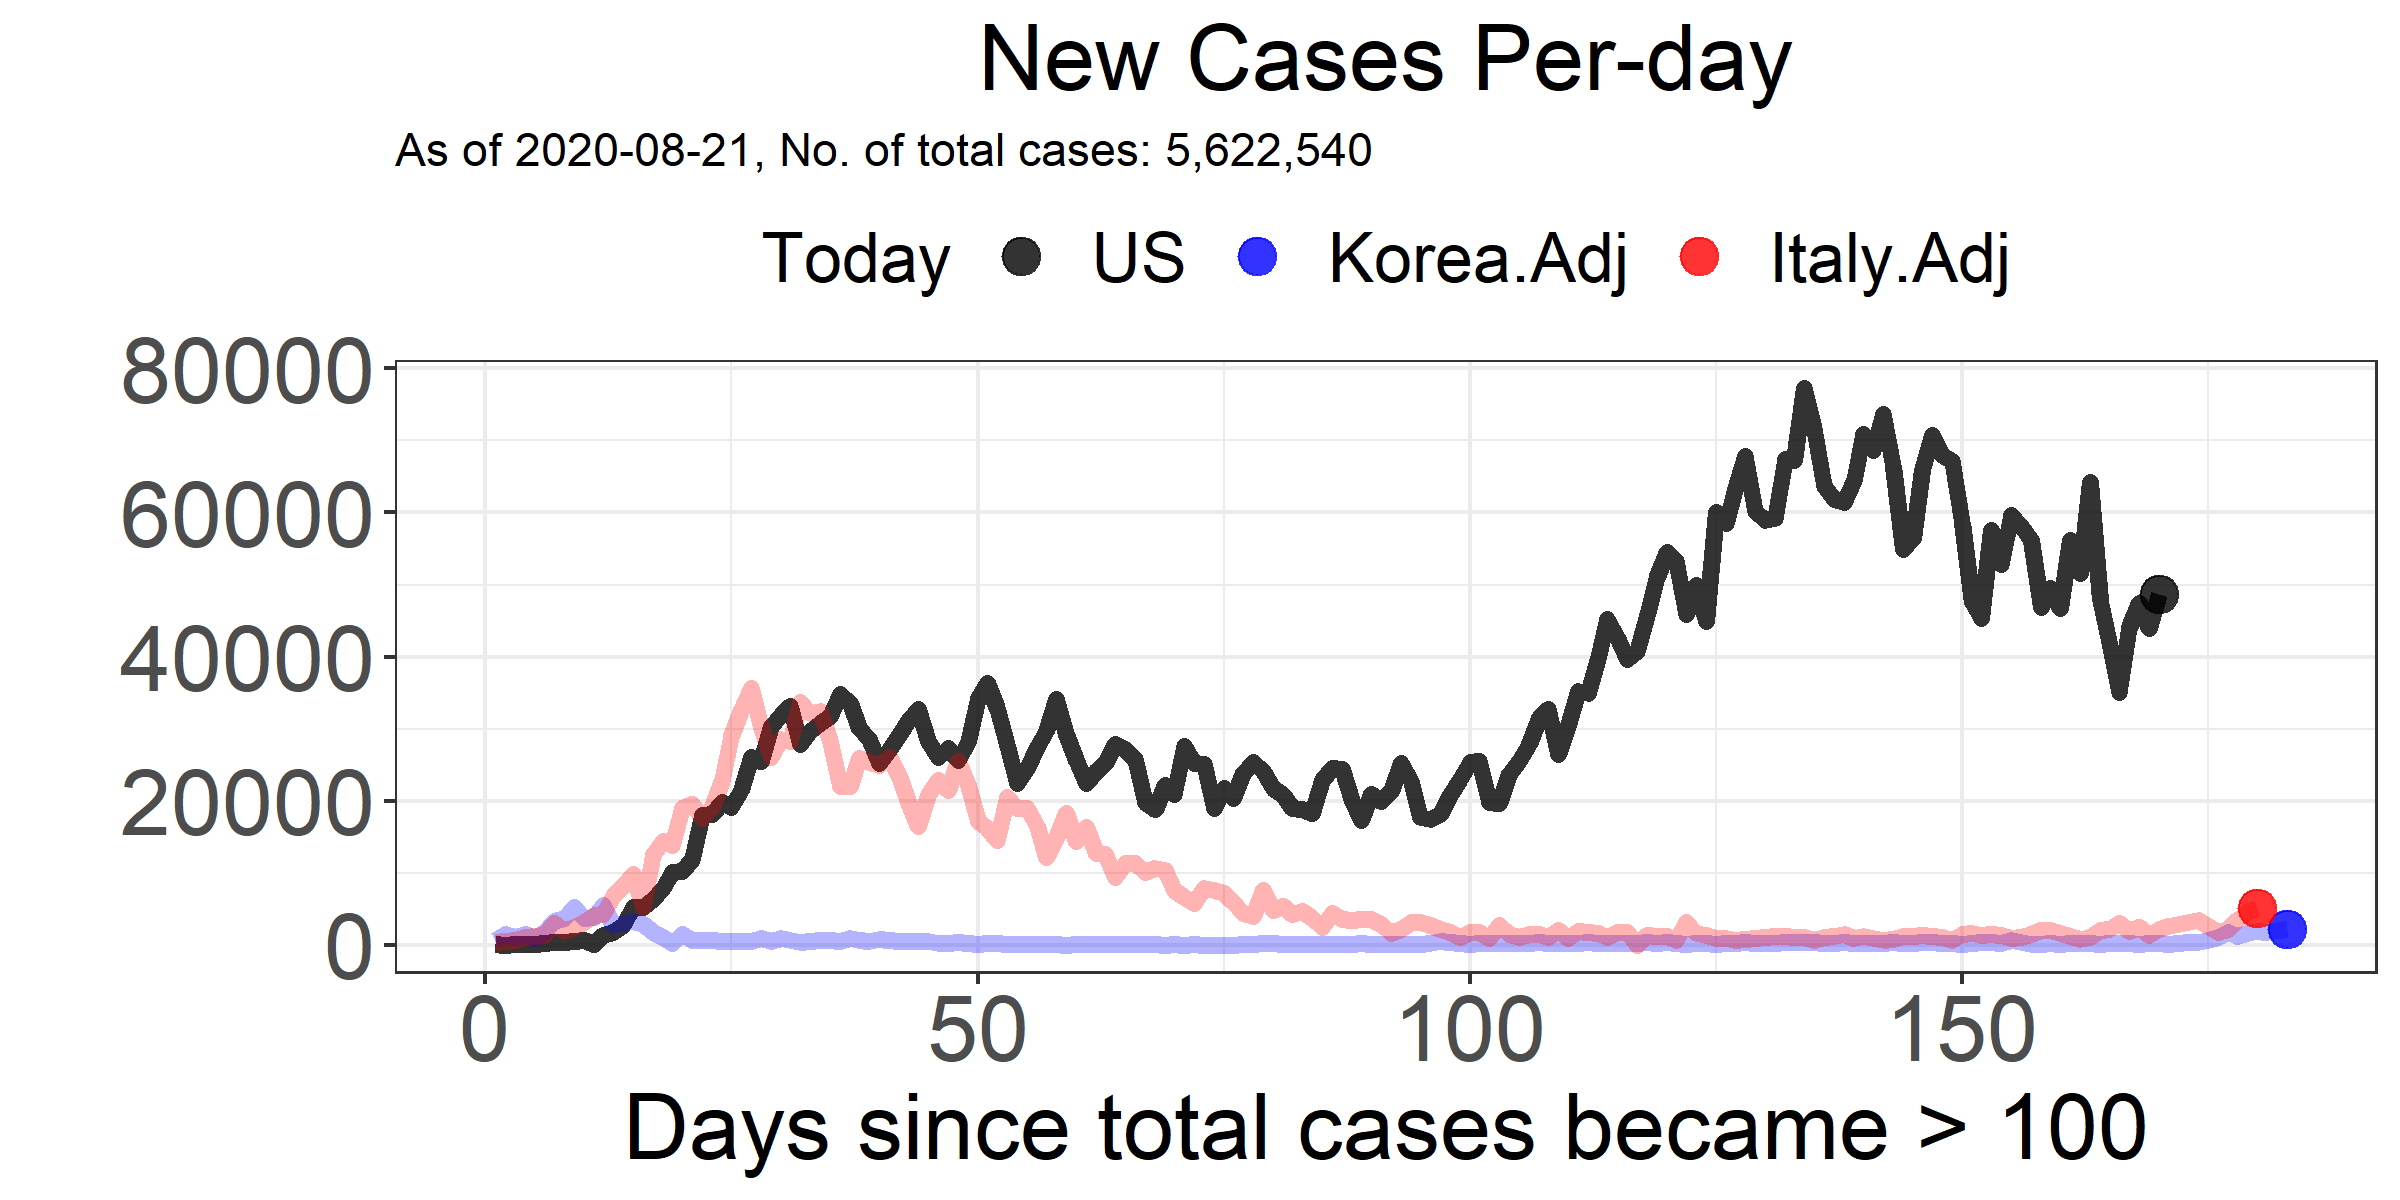 New Cases Per-day
As of 2020-08-21, No. of total cases: 5,622,540
Today US Korea.Adj Italy.Adj
80000
60000
40000
20000
0
0 50 100 150
Days since total cases became > 100